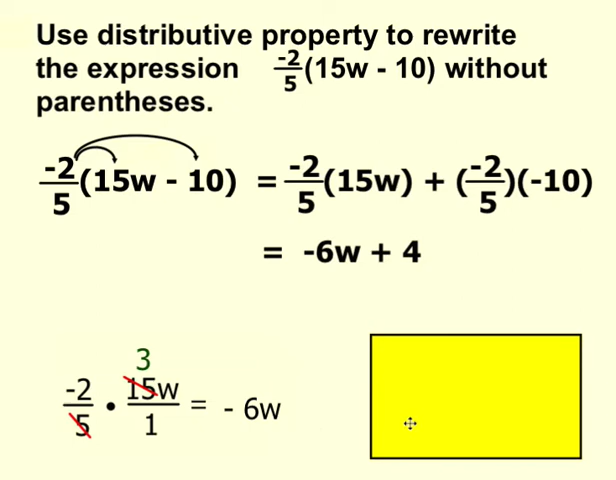 Use distributive property to rewrite
the expression -2/5(15w - 10) without
parentheses.
-2/5(15w - 10) = -2/5(15w) + (-2/5)(-10)
= -6w + 4
3
-2/5 • 15w/1 = - 6w